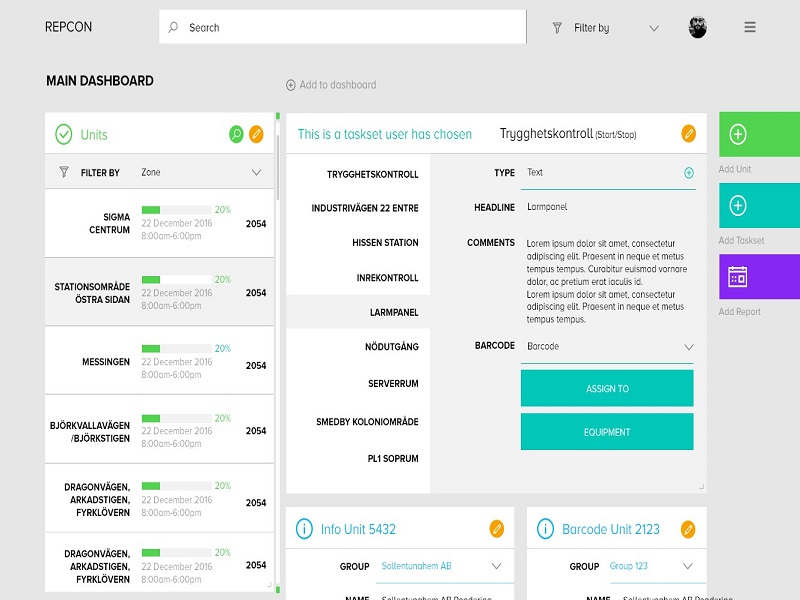 REPCON
Search
Filter by
MAIN DASHBOARD
Add to dashboard
Units
FILTER BY Zone
SIGMA
CENTRUM
20%
22 December 2016
8:00am-6:00pm
2054
STATIONSOMRÅDE
ÖSTRA SIDAN
20%
22 December 2016
8:00am-6:00pm
2054
MESSINGEN
20%
22 December 2016
8:00am-6:00pm
2054
BJÖRKVALLAVÄGEN
/BJÖRKSTIGEN
20%
22 December 2016
8:00am-6:00pm
2054
DRAGONVÄGEN,
ARKADSTIGEN,
FYRKLÖVERN
20%
22 December 2016
8:00am-6:00pm
2054
DRAGONVÄGEN,
ARKADSTIGEN,
FYRKLÖVERN
20%
22 December 2016
8:00am-6:00pm
2054
This is a taskset user has chosen
Trygghetskontroll (Start/Stop)
TRYGGHETSKONTROLL
INDUSTRIVÄGEN 22 ENTRE
HISSEN STATION
INREKONTROLL
LARMPANEL
NÖDUTGÅNG
SERVERRUM
SMEDBY KOLONIOMRÅDE
PL1 SOPRUM
TYPE Text
HEADLINE Larmpanel
COMMENTS Lorem ipsum dolor sit amet, consectetur
adipiscing elit. Praesent in neque et metus
tempus tempus. Curabitur euismod vornare
dolor, ac pretium erat iaculis id.
Lorem ipsum dolor sit amet, consectetur
adipiscing elit. Praesent in neque et metus
tempus tempus.
BARCODE Barcode
ASSIGN TO
EQUIPMENT
Add Unit
Add Taskset
Add Report
Info Unit 5432
GROUP Sollentunahem AB
NAME Sollentunahem AB Rendering
Barcode Unit 2123
GROUP Group 123
NAME Sollentunahem AB Rendering